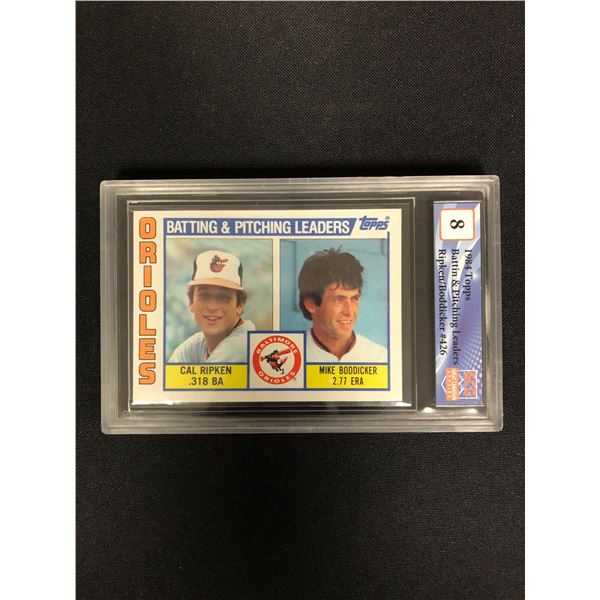 ORIOLES
BATTING & PITCHING LEADERS
Topps
CAL RIPKEN
.318 BA
BALTIMORE
ORIOLES
MIKE BODDICKER
2.77 ERA
8
1984 Topps
Battin & Pitching Leaders
Ripken/Boddicker #426